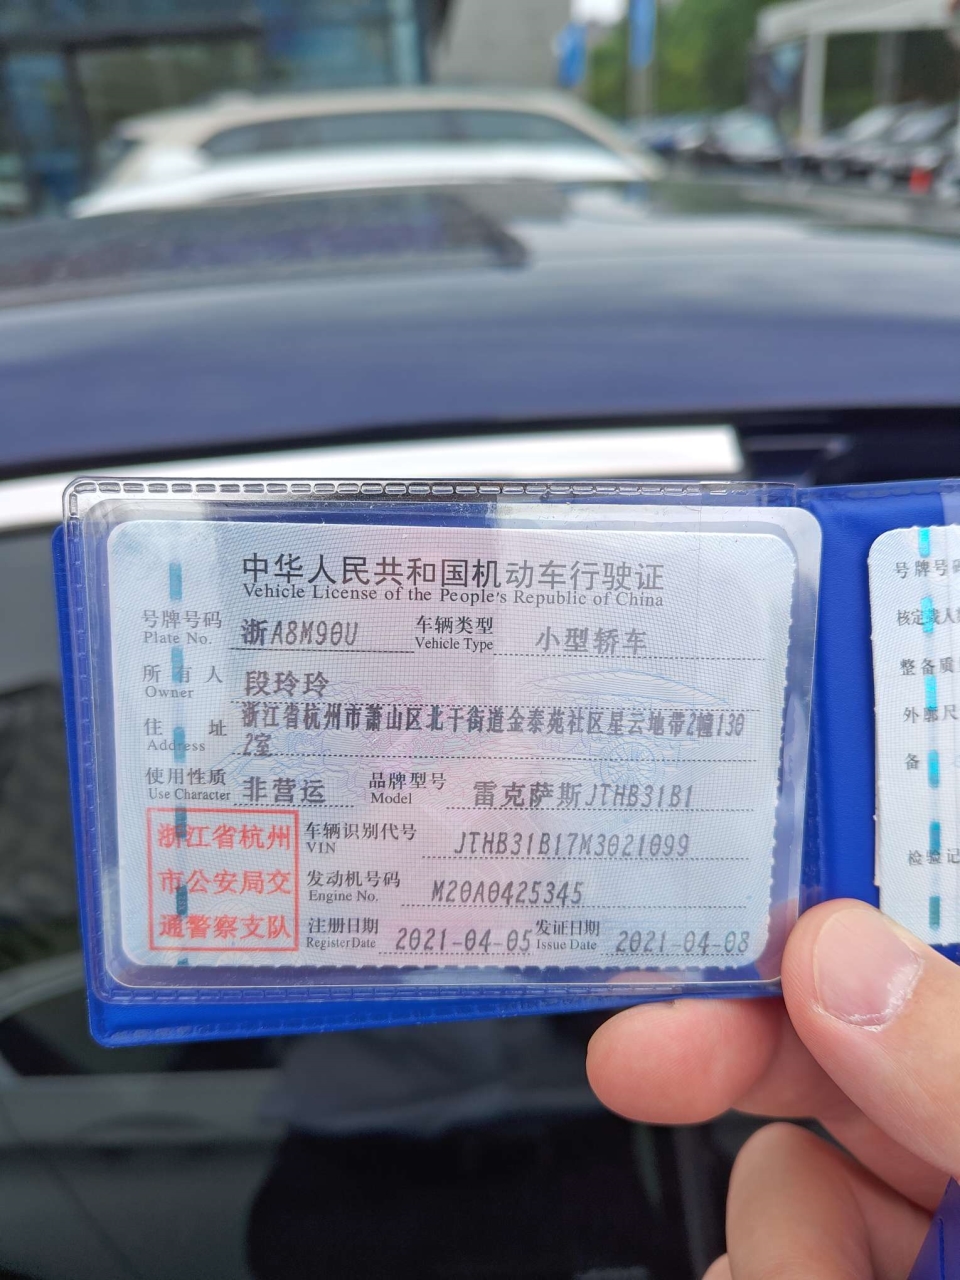 中华人民共和国机动车行驶证
Vehicle License of the People's Republic of China
号牌号码 浙A8M90U 车辆类型 小型轿车
Plate No. Vehicle Type
所有人 段玲玲
Owner
住址 浙江省杭州市萧山区北干街道金泰苑社区星云地带2幢130
Address 2室
使用性质 非营运 品牌型号 雷克萨斯JTHB31B1
Use Character Model
浙江省杭州
市公安局交
通警察支队
车辆识别代号 JTHB31B17M3021099
VIN
发动机号码 M20A0425345
Engine No.
注册日期 2021-04-05 发证日期 2021-04-08
Register Date Issue Date
号牌号码
核定载人
整备质
外廓尺
备
检验记